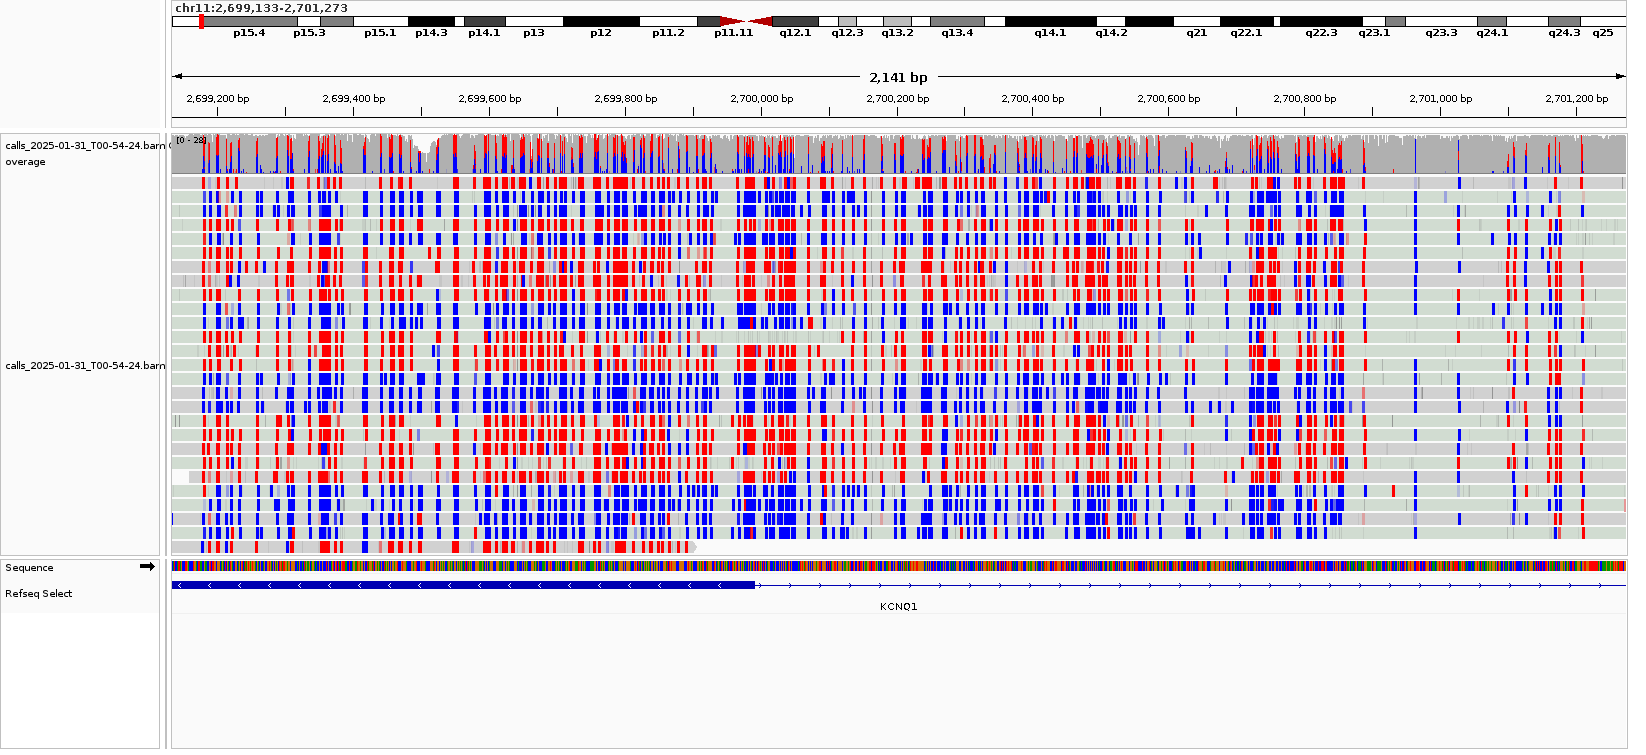 chr11:2,699,133-2,701,273
p15.4 p15.3 p15.1 p14.3 p14.1 p13 p12 p11.2 p11.11 q12.1 q12.3 q13.2 q13.4 q14.1 q14.2 q21 q22.1 q22.3 q23.1 q23.3 q24.1 q24.3 q25
2,141 bp
2,699,200 bp 2,699,400 bp 2,699,600 bp 2,699,800 bp 2,700,000 bp 2,700,200 bp 2,700,400 bp 2,700,600 bp 2,700,800 bp 2,701,000 bp 2,701,200 bp
[0 - 28]
calls_2025-01-31_T00-54-24.barn
overage
calls_2025-01-31_T00-54-24.barn
Sequence
Refseq Select
KCNQ1